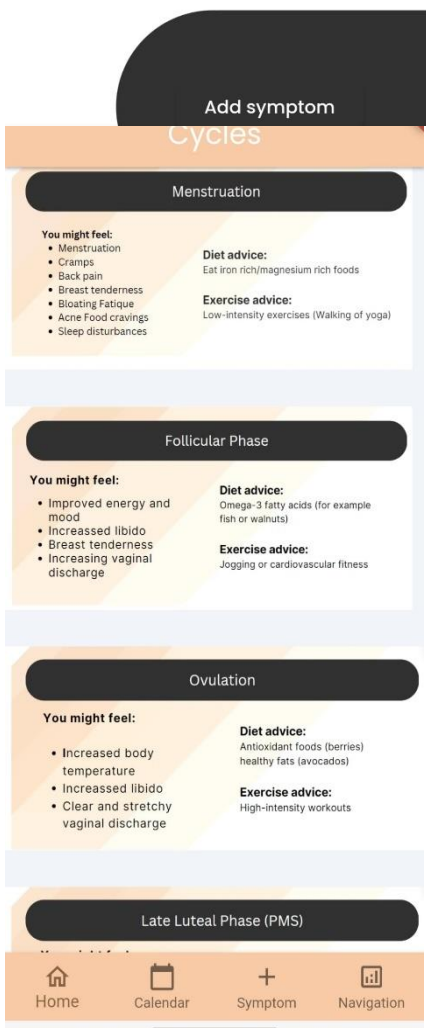 Add symptom
Cycles
Menstruation
You might feel:
• Menstruation
• Cramps
• Back pain
• Breast tenderness
• Bloating Fatique
• Acne Food cravings
• Sleep disturbances
Diet advice:
Eat iron rich/magnesium rich foods
Exercise advice:
Low-intensity exercises (Walking of yoga)
Follicular Phase
You might feel:
• Improved energy and
mood
• Increassed libido
• Breast tenderness
• Increasing vaginal
discharge
Diet advice:
Omega-3 fatty acids (for example
fish or walnuts)
Exercise advice:
Jogging or cardiovascular fitness
Ovulation
You might feel:
• Increased body
temperature
• Increassed libido
• Clear and stretchy
vaginal discharge
Diet advice:
Antioxidant foods (berries)
healthy fats (avocados)
Exercise advice:
High-intensity workouts
Late Luteal Phase (PMS)
Home
Calendar
Symptom
Navigation